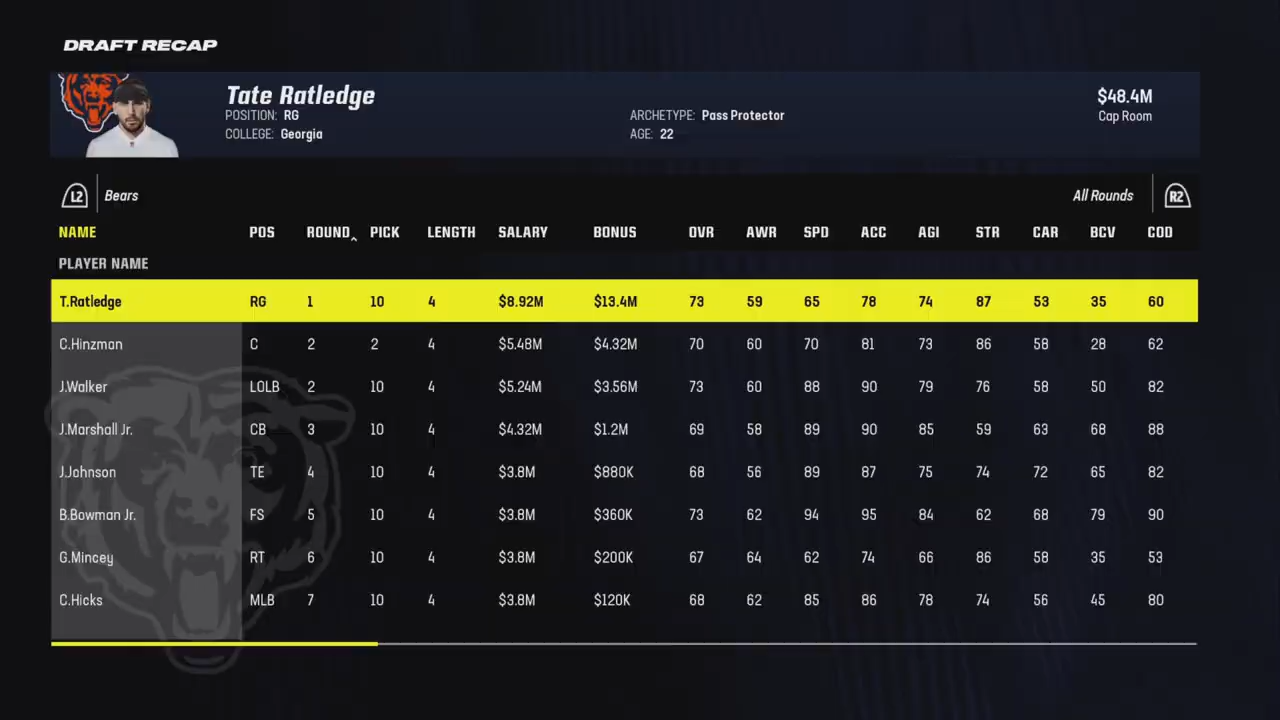 DRAFT RECAP
Tate Ratledge
POSITION: RG
COLLEGE: Georgia
ARCHETYPE: Pass Protector
AGE: 22
$48.4M
Cap Room
L2 Bears All Rounds R2
NAME POS ROUND PICK LENGTH SALARY BONUS OVR AWR SPD ACC AGI STR CAR BCV COD
PLAYER NAME
T.Ratledge RG 1 10 4 $8.92M $13.4M 73 59 65 78 74 87 53 35 60
C.Hinzman C 2 2 4 $5.48M $4.32M 70 60 70 81 73 86 58 28 62
J.Walker LOLB 2 10 4 $5.24M $3.56M 73 60 88 90 79 76 58 50 82
J.Marshall Jr. CB 3 10 4 $4.32M $1.2M 69 58 89 90 85 59 63 68 88
J.Johnson TE 4 10 4 $3.8M $880K 68 56 89 87 75 74 72 65 82
B.Bowman Jr. FS 5 10 4 $3.8M $360K 73 62 94 95 84 62 68 79 90
G.Mincey RT 6 10 4 $3.8M $200K 67 64 62 74 66 86 58 35 53
C.Hicks MLB 7 10 4 $3.8M $120K 68 62 85 86 78 74 56 45 80